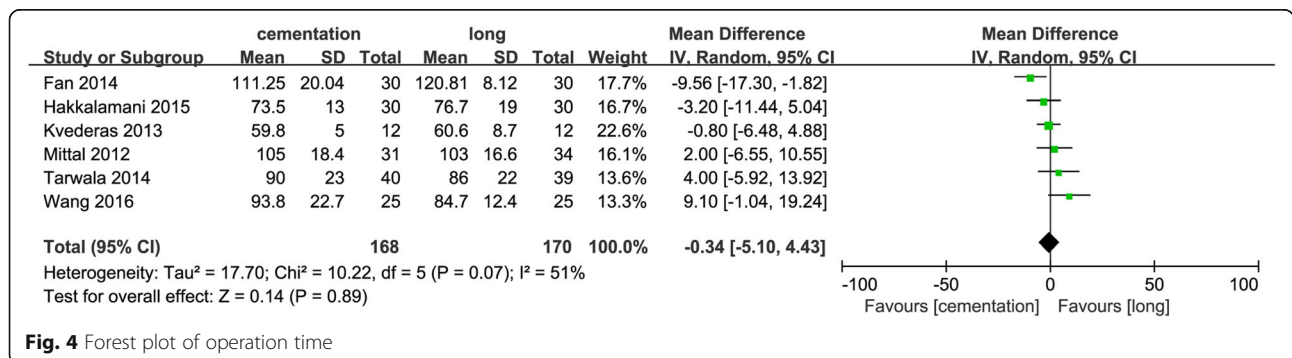 cementation long Mean Difference Mean Difference
Study or Subgroup Mean SD Total Mean SD Total Weight IV, Random, 95% CI IV, Random, 95% CI
Fan 2014 111.25 20.04 30 120.81 8.12 30 17.7% -9.56 [-17.30, -1.82]
Hakkalamani 2015 73.5 13 30 76.7 19 30 16.7% -3.20 [-11.44, 5.04]
Kvederas 2013 59.8 5 12 60.6 8.7 12 22.6% -0.80 [-6.48, 4.88]
Mittal 2012 105 18.4 31 103 16.6 34 16.1% 2.00 [-6.55, 10.55]
Tarwala 2014 90 23 40 86 22 39 13.6% 4.00 [-5.92, 13.92]
Wang 2016 93.8 22.7 25 84.7 12.4 25 13.3% 9.10 [-1.04, 19.24]
Total (95% CI) 168 170 100.0% -0.34 [-5.10, 4.43]
Heterogeneity: Tau² = 17.70; Chi² = 10.22, df = 5 (P = 0.07); I² = 51%
Test for overall effect: Z = 0.14 (P = 0.89)
-100 -50 0 50 100
Favours [cementation] Favours [long]
Fig. 4 Forest plot of operation time